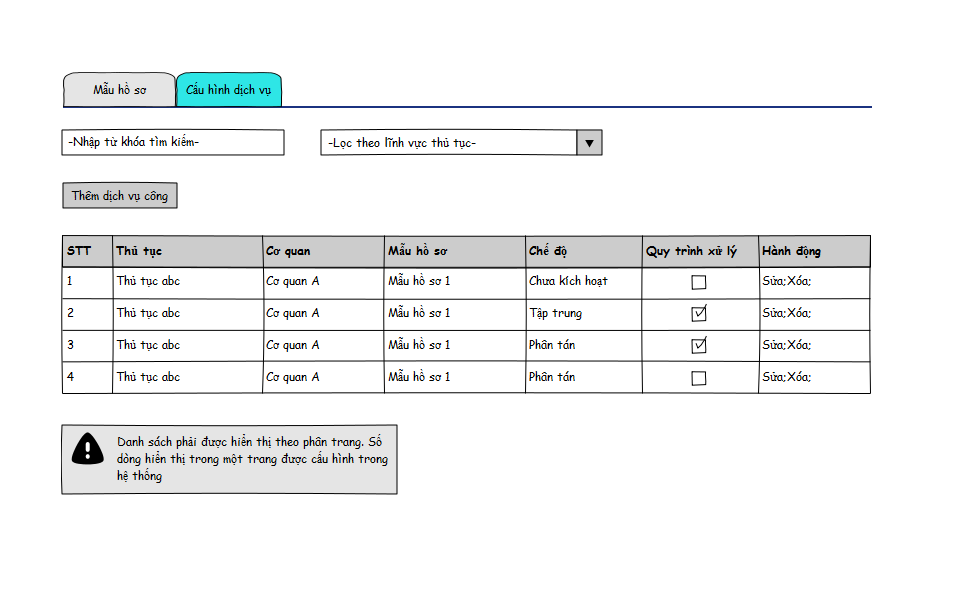 Mẫu hồ sơ
Cấu hình dịch vụ
-Nhập từ khóa tìm kiếm-
-Lọc theo lĩnh vực thủ tục-
Thêm dịch vụ công
STT Thủ tục Cơ quan Mẫu hồ sơ Chế độ Quy trình xử lý Hành động
1 Thủ tục abc Cơ quan A Mẫu hồ sơ 1 Chưa kích hoạt Sửa;Xóa;
2 Thủ tục abc Cơ quan A Mẫu hồ sơ 1 Tập trung Sửa;Xóa;
3 Thủ tục abc Cơ quan A Mẫu hồ sơ 1 Phân tán Sửa;Xóa;
4 Thủ tục abc Cơ quan A Mẫu hồ sơ 1 Phân tán Sửa;Xóa;
Danh sách phải được hiển thị theo phân trang. Số
dòng hiển thị trong một trang được cấu hình trong
hệ thống